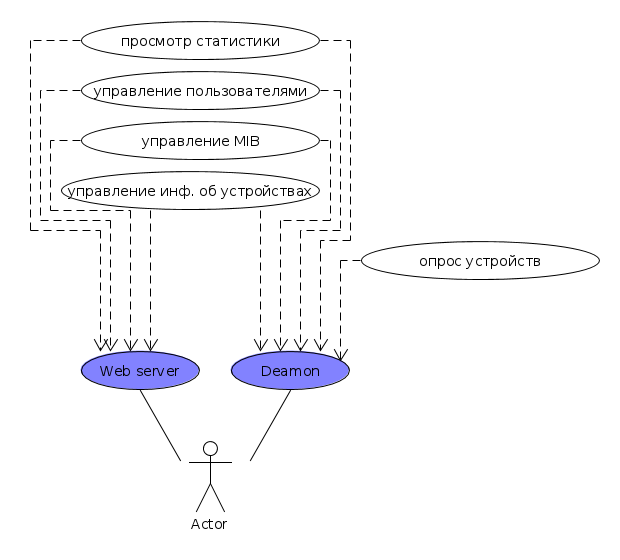 просмотр статистики
управление пользователями
управление MIB
управление инф. об устройствах
опрос устройств
Web server
Deamon
Actor